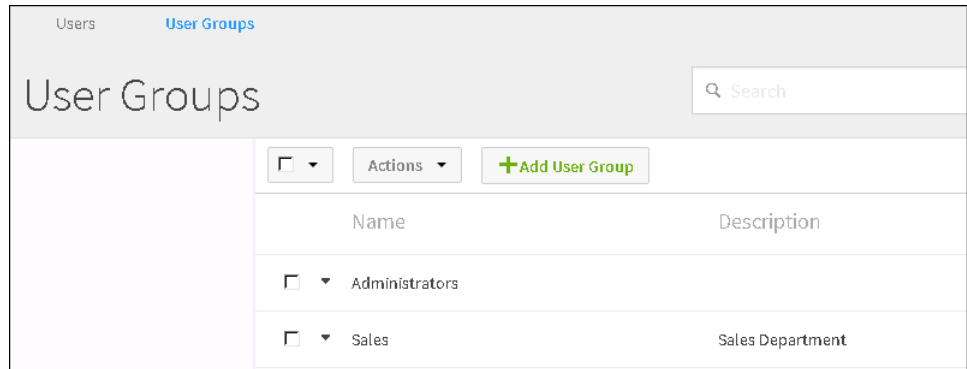 Users User Groups
User Groups
Search
Actions +Add User Group
Name Description
Administrators
Sales Sales Department